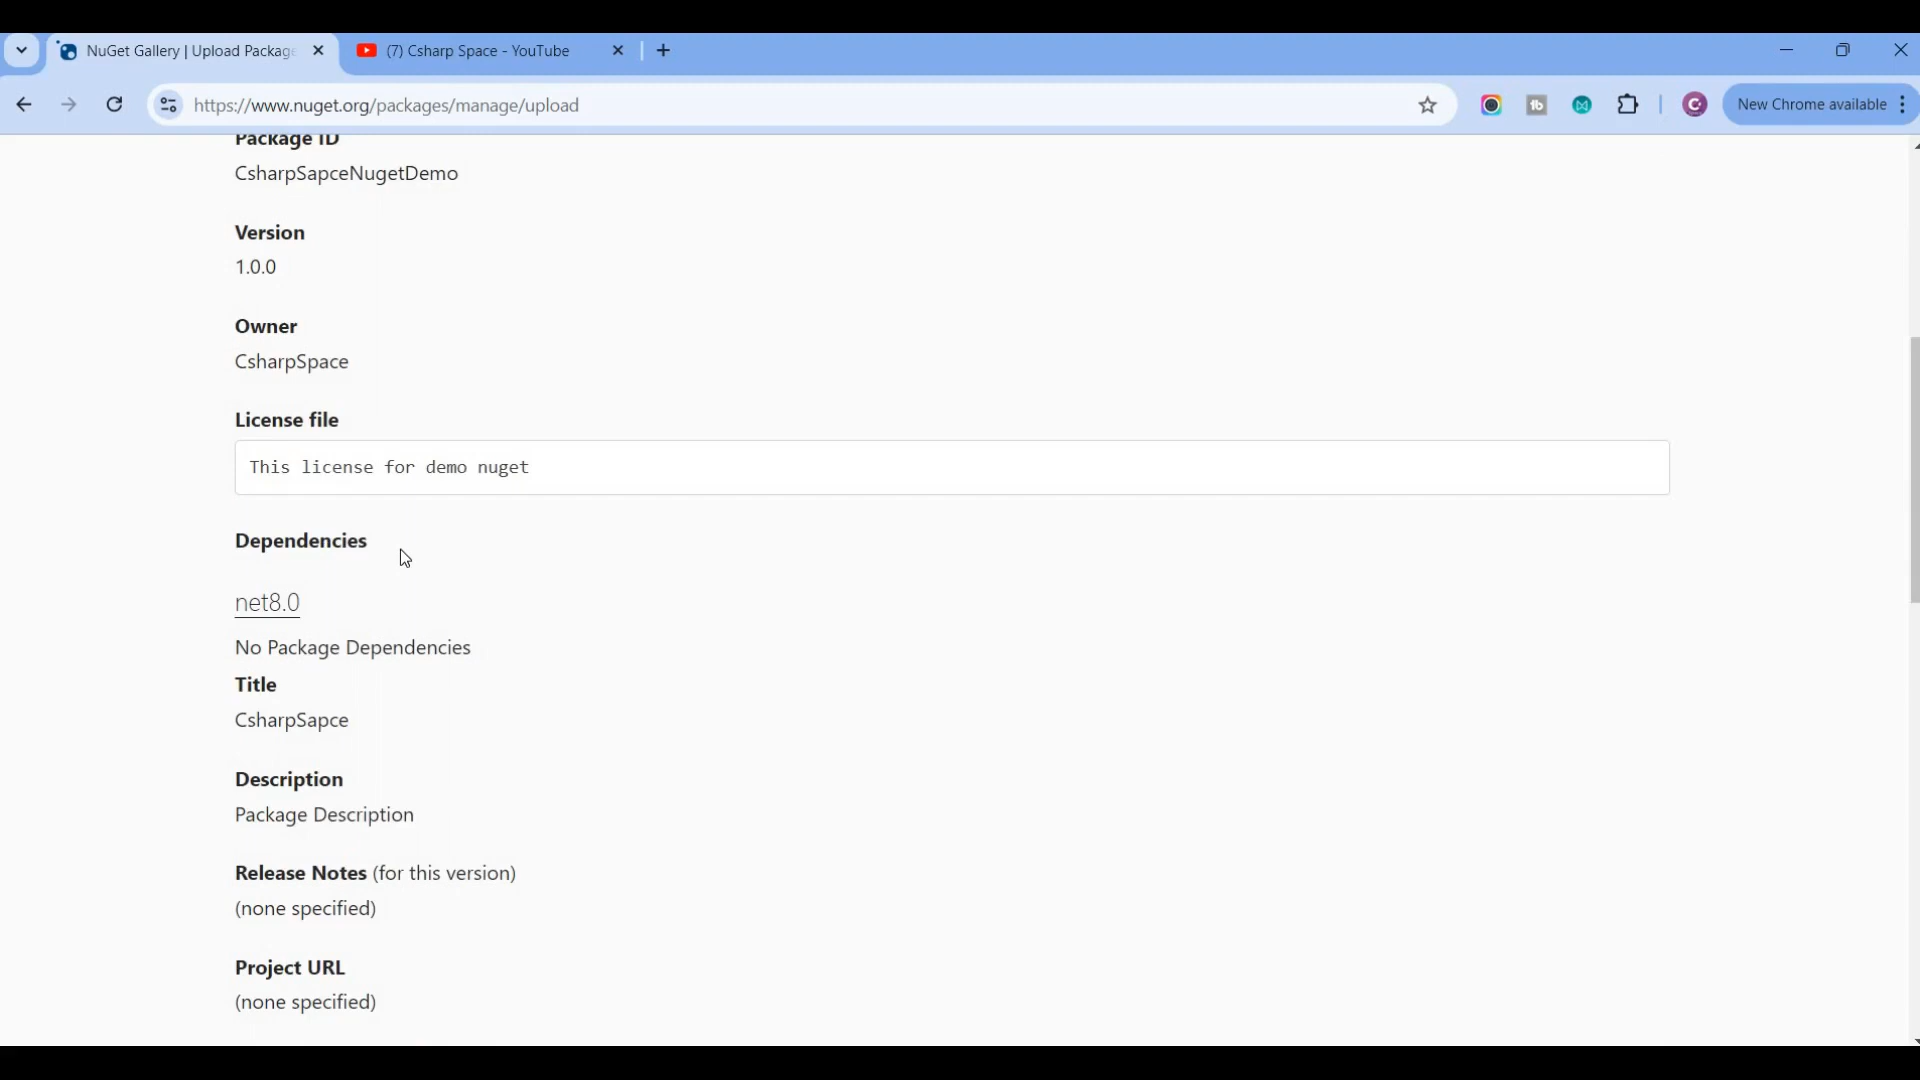 NuGet Gallery | Upload Package
(7) Csharp Space - YouTube
https://www.nuget.org/packages/manage/upload
New Chrome available
Package ID
CsharpSapceNugetDemo
Version
1.0.0
Owner
CsharpSpace
License file
This license for demo nuget
Dependencies
net8.0
No Package Dependencies
Title
CsharpSapce
Description
Package Description
Release Notes (for this version)
(none specified)
Project URL
(none specified)